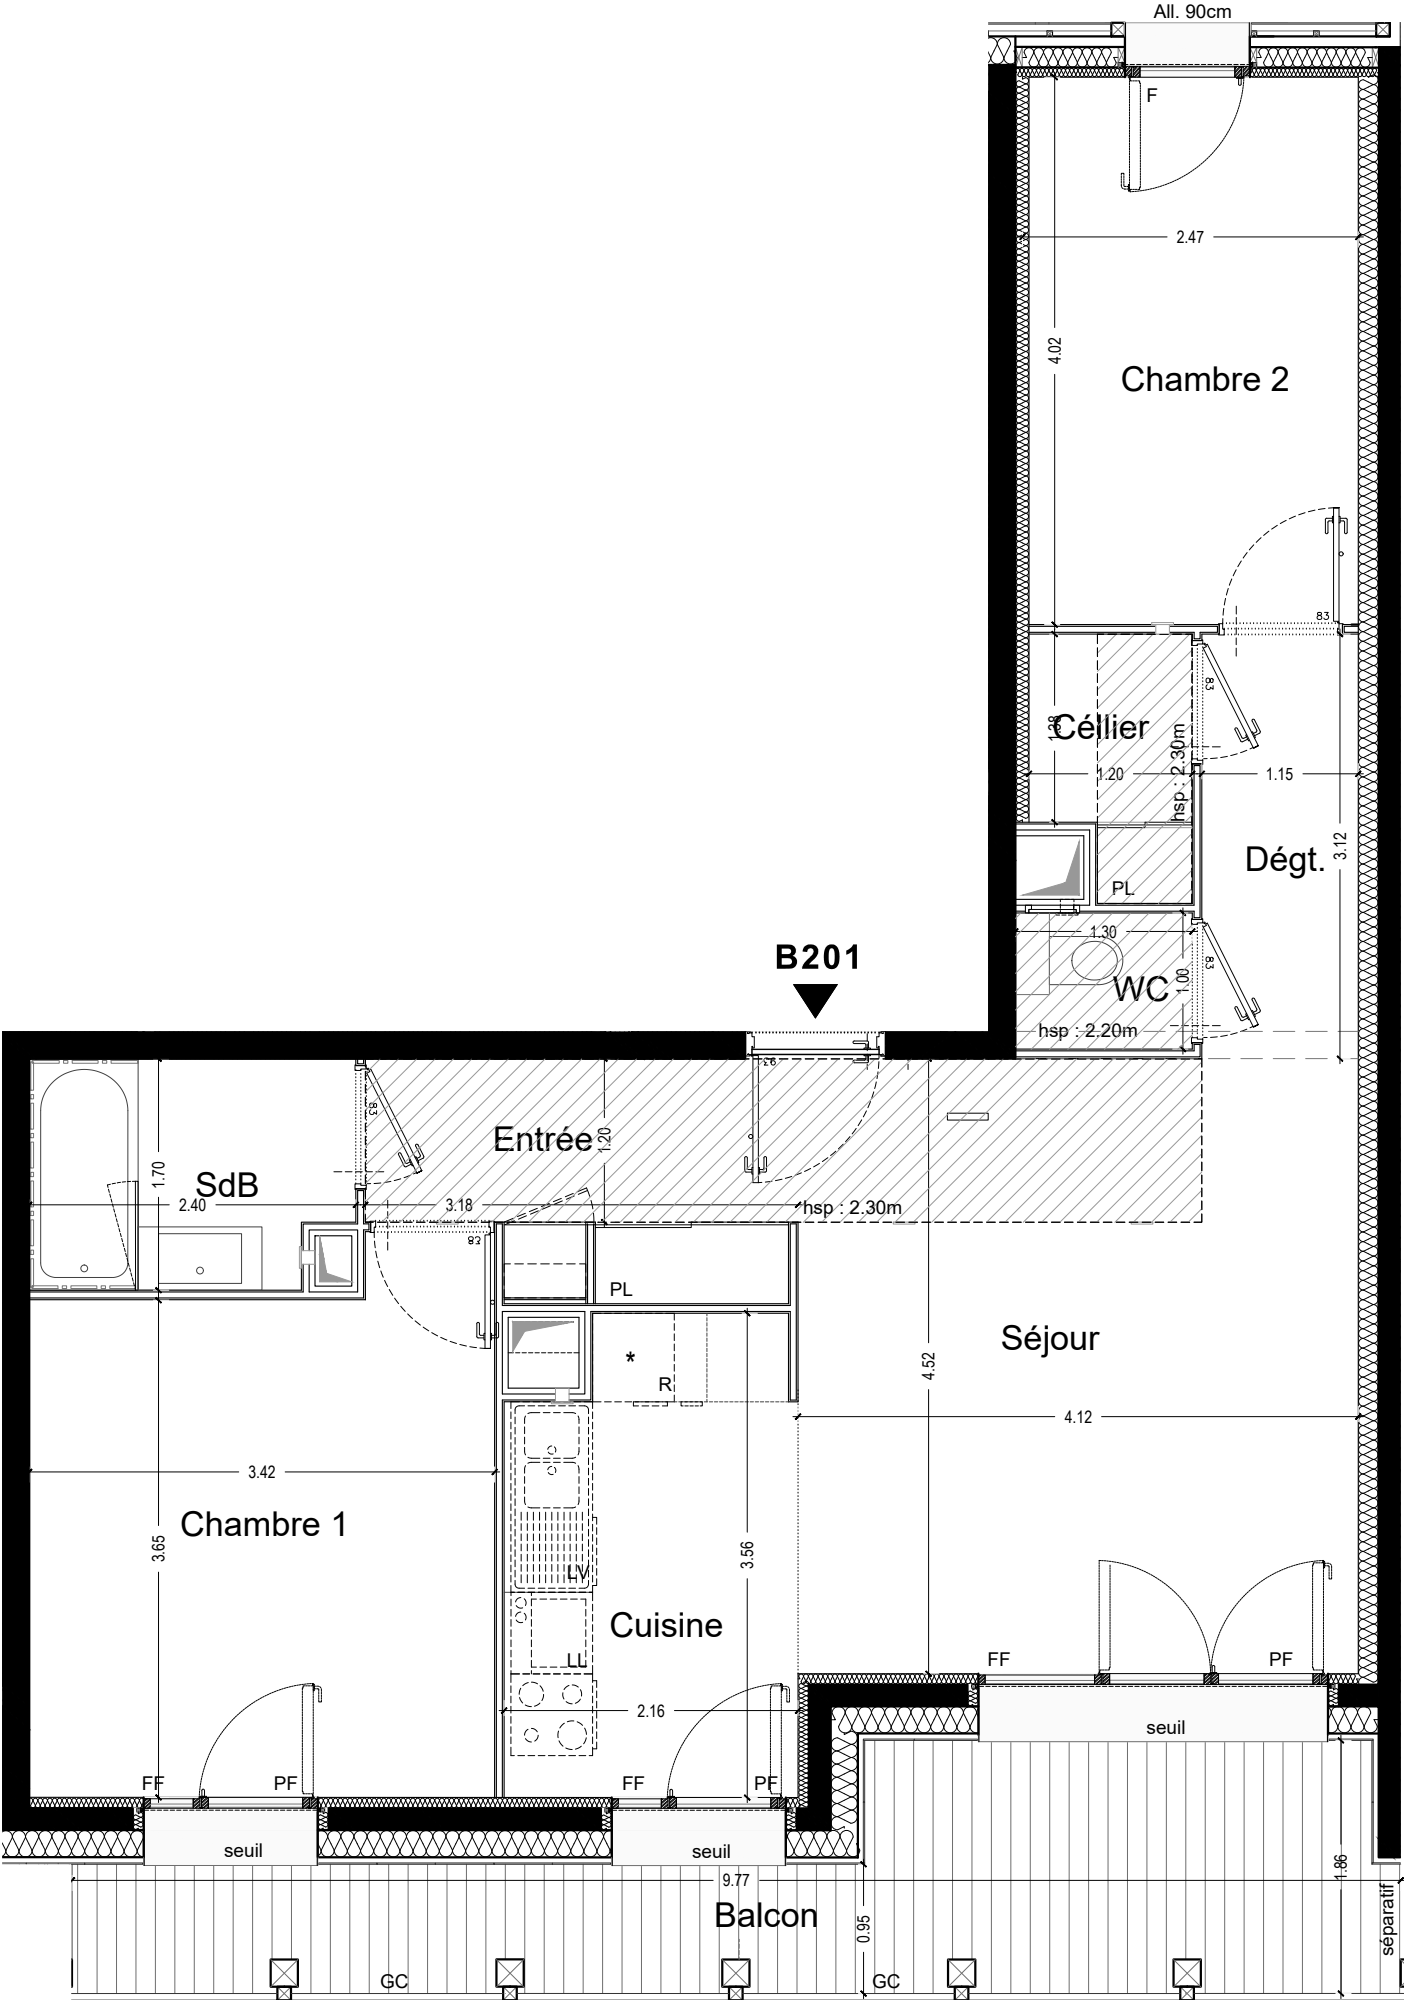 All. 90cm
F
2.47
4.02
Chambre 2
83
83
Céllier
1.38
hsp : 2.30m
1.20
1.15
3.12
Dégt.
PL
1.30
B201
83
WC
1.00
hsp : 2.20m
93
83
Entrée
1.20
1.70
SdB
2.40
3.18
hsp : 2.30m
83
PL
Séjour
*
R
4.52
4.12
3.42
Chambre 1
3.65
3.56
LV
Cuisine
LL
FF
PF
2.16
seuil
FF
PF
FF
PF
seuil
seuil
9.77
1.86
Balcon
0.95
séparatif
GC
GC